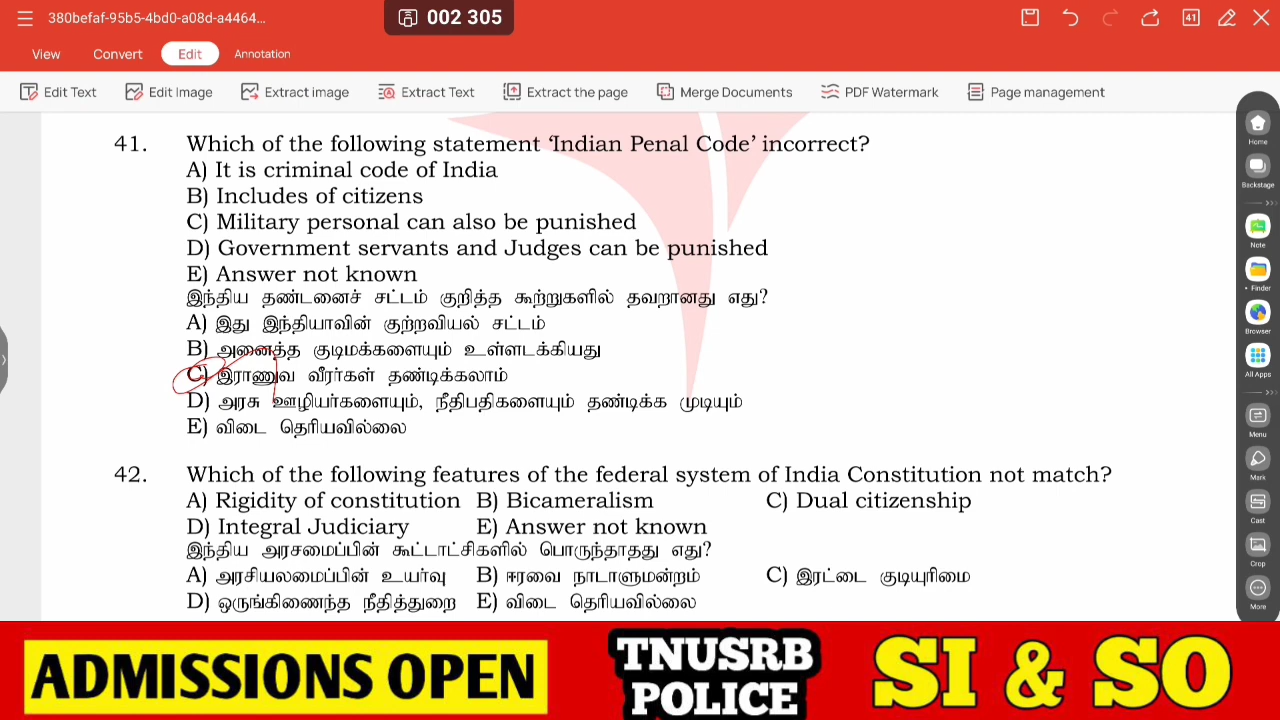 380befaf-95b5-4bd0-a08d-a4464...
002 305
41
View Convert Edit Annotation
Edit Text Edit Image Extract image Extract Text Extract the page Merge Documents PDF Watermark Page management
41. Which of the following statement ‘Indian Penal Code’ incorrect?
A) It is criminal code of India
B) Includes of citizens
C) Military personal can also be punished
D) Government servants and Judges can be punished
E) Answer not known
இந்திய தண்டனைச் சட்டம் குறித்த கூற்றுகளில் தவறானது எது?
A) இது இந்தியாவின் குற்றவியல் சட்டம்
B) அனைத்த குடிமக்களையும் உள்ளடக்கியது
C) இராணுவ வீரர்கள் தண்டிக்கலாம்
D) அரசு ஊழியர்களையும், நீதிபதிகளையும் தண்டிக்க முடியும்
E) விடை தெரியவில்லை
42. Which of the following features of the federal system of India Constitution not match?
A) Rigidity of constitution B) Bicameralism C) Dual citizenship
D) Integral Judiciary E) Answer not known
இந்திய அரசமைப்பின் கூட்டாட்சிகளில் பொருந்தாதது எது?
A) அரசியலமைப்பின் உயர்வு B) ஈரவை நாடாளுமன்றம் C) இரட்டை குடியுரிமை
D) ஒருங்கிணைந்த நீதித்துறை E) விடை தெரியவில்லை
Home
Backstage
Note
Finder
Browser
All Apps
Menu
Mark
Cast
Crop
More
ADMISSIONS OPEN
TNUSRB
POLICE
SI & SO